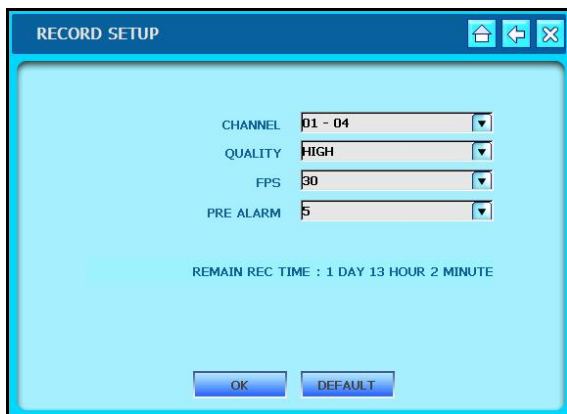 RECORD SETUP
CHANNEL 01 - 04
QUALITY HIGH
FPS 30
PRE ALARM 5
REMAIN REC TIME : 1 DAY 13 HOUR 2 MINUTE
OK DEFAULT